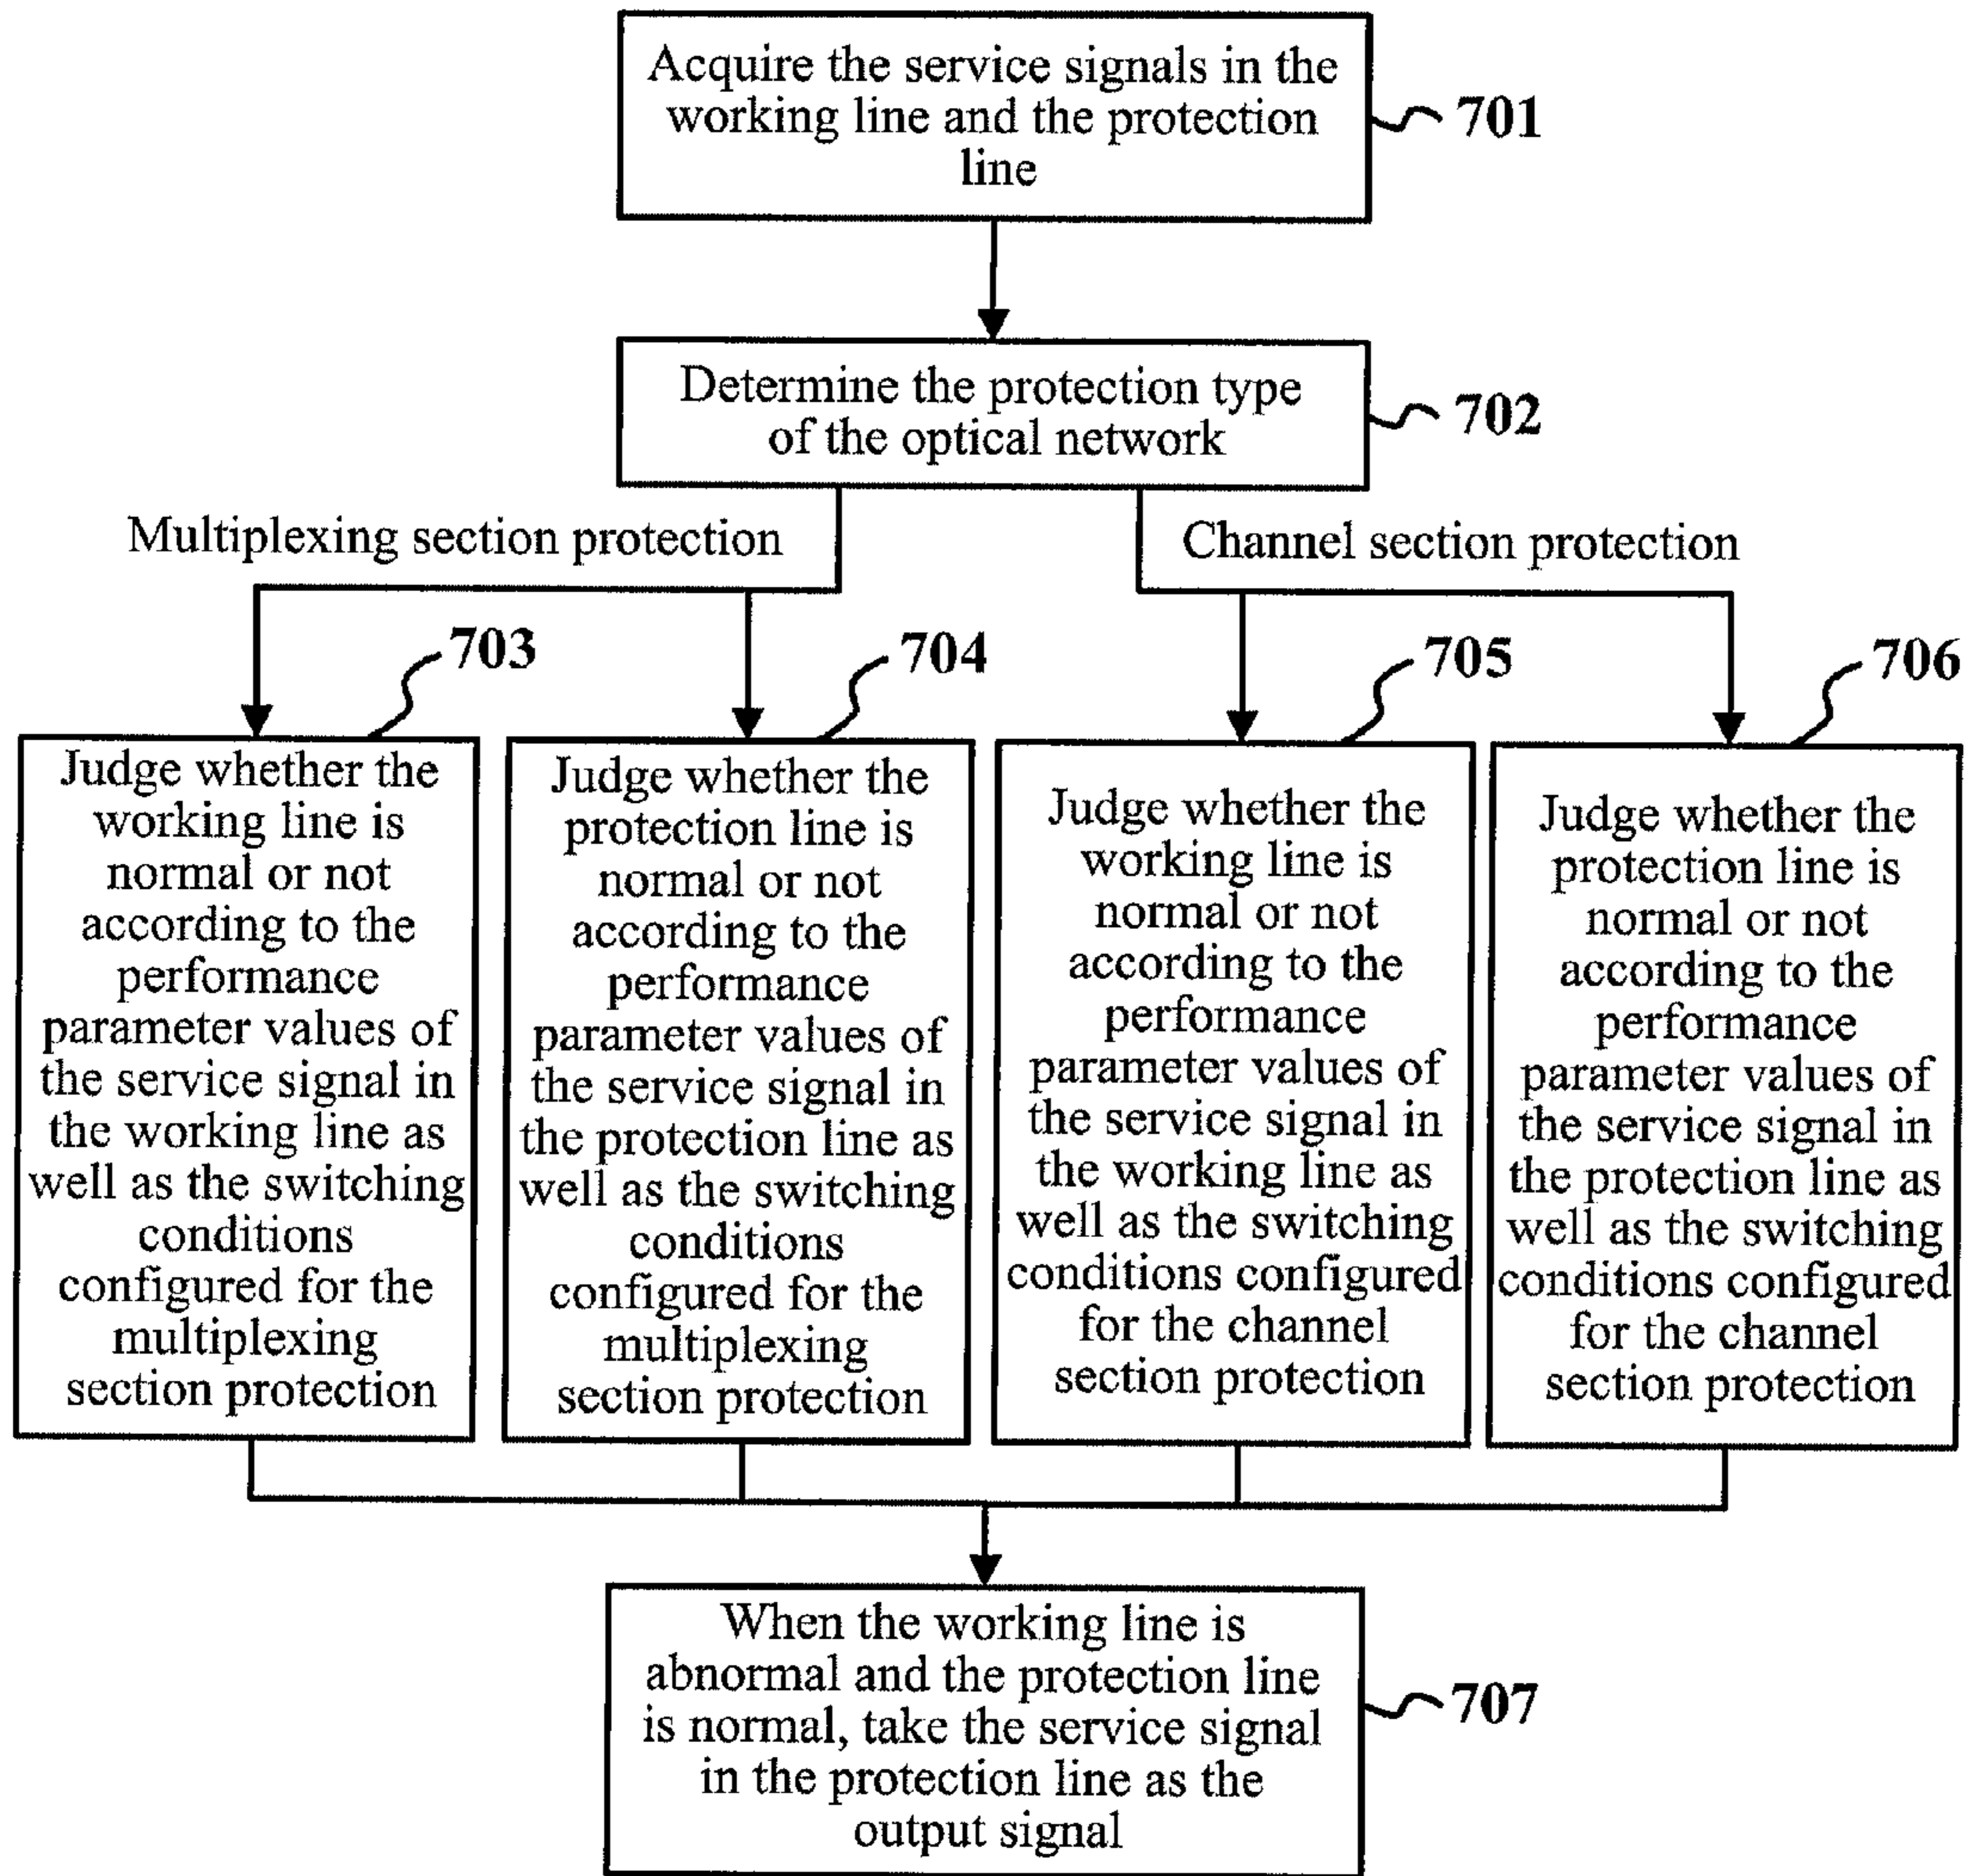 Acquire the service signals in the
working line and the protection
line
701
Determine the protection type
of the optical network
702
Multiplexing section protection
Channel section protection
703
704
705
706
Judge whether the
working line is
normal or not
according to the
performance
parameter values of
the service signal in
the working line as
well as the switching
conditions
configured for the
multiplexing
section protection
Judge whether the
protection line is
normal or not
according to the
performance
parameter values of
the service signal in
the protection line as
well as the switching
conditions
configured for the
multiplexing
section protection
Judge whether the
working line is
normal or not
according to the
performance
parameter values of
the service signal in
the working line as
well as the switching
conditions configured
for the channel
section protection
Judge whether the
protection line is
normal or not
according to the
performance
parameter values of
the service signal in
the protection line as
well as the switching
conditions configured
for the channel
section protection
When the working line is
abnormal and the protection line
is normal, take the service signal
in the protection line as the
output signal
707